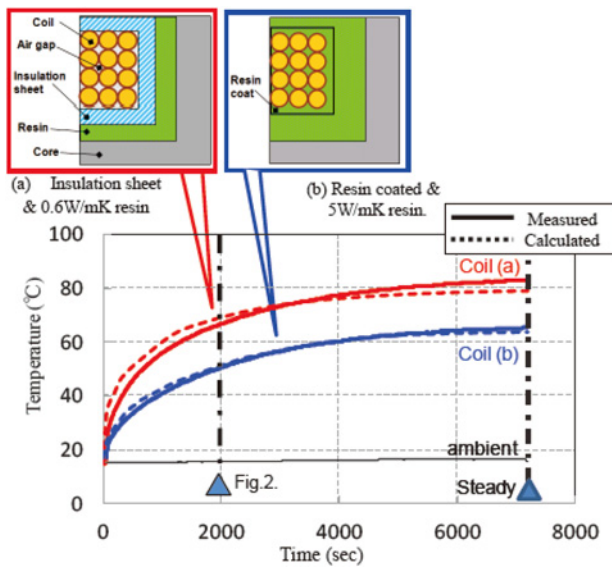 Coil
Air gap
Insulation
sheet
Resin
Core
Resin
coat
(a) Insulation sheet
& 0.6W/mK resin
(b) Resin coated &
5W/mK resin.
Measured
Calculated
100
80
60
40
20
0
Temperature (℃)
Coil (a)
Coil (b)
ambient
Fig.2.
Steady
0
2000
4000
6000
8000
Time (sec)